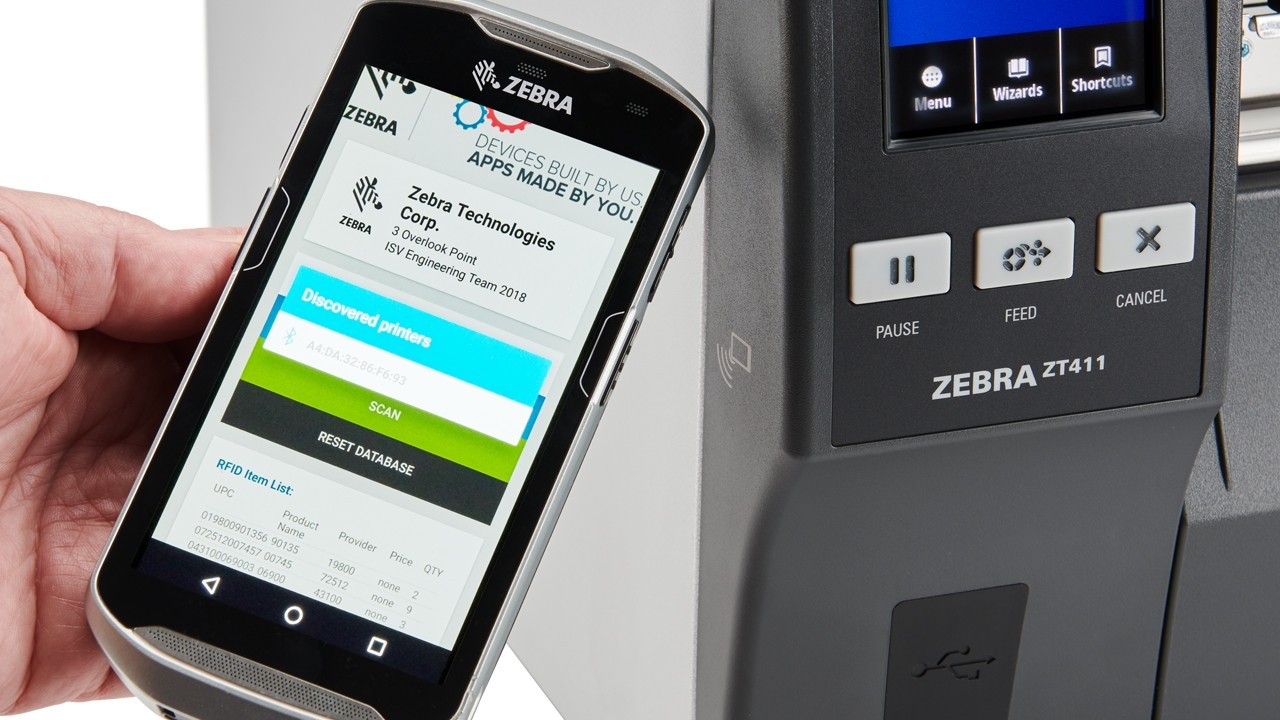 ZEBRA
ZEBRA
DEVICES BUILT BY US
APPS MADE BY YOU.
ZEBRA
Zebra Technologies
Corp.
3 Overlook Point
ISV Engineering Team 2018
Discovered printers
A4:DA:32:86:F6:93
SCAN
RESET DATABASE
RFID Item List:
UPC Product Name Provider Price QTY
019800901356 90135 19800 none 2
072512007457 00745 72512 none 9
043100069003 06900 43100 none 3
Menu
Wizards
Shortcuts
PAUSE
FEED
CANCEL
ZEBRA ZT411